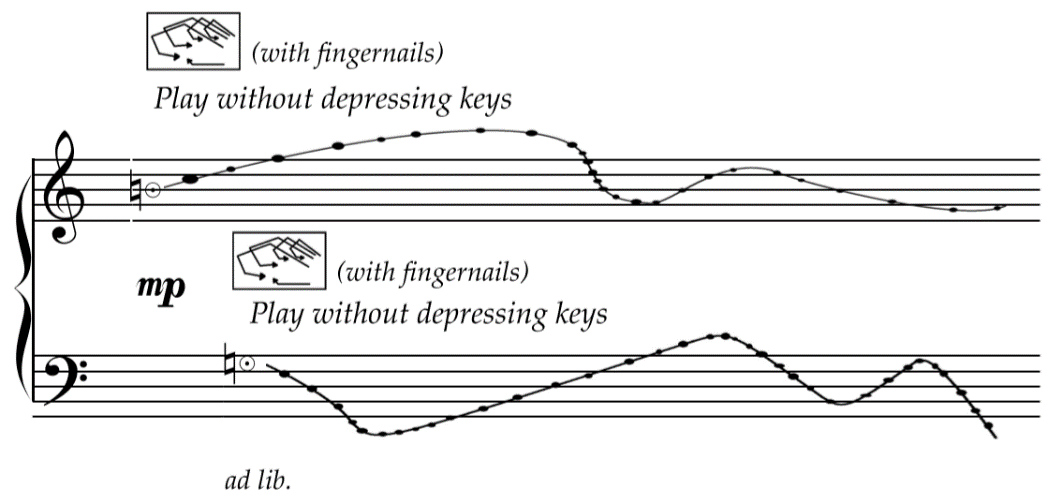 (with fingernails)
Play without depressing keys
mp
(with fingernails)
Play without depressing keys
ad lib.